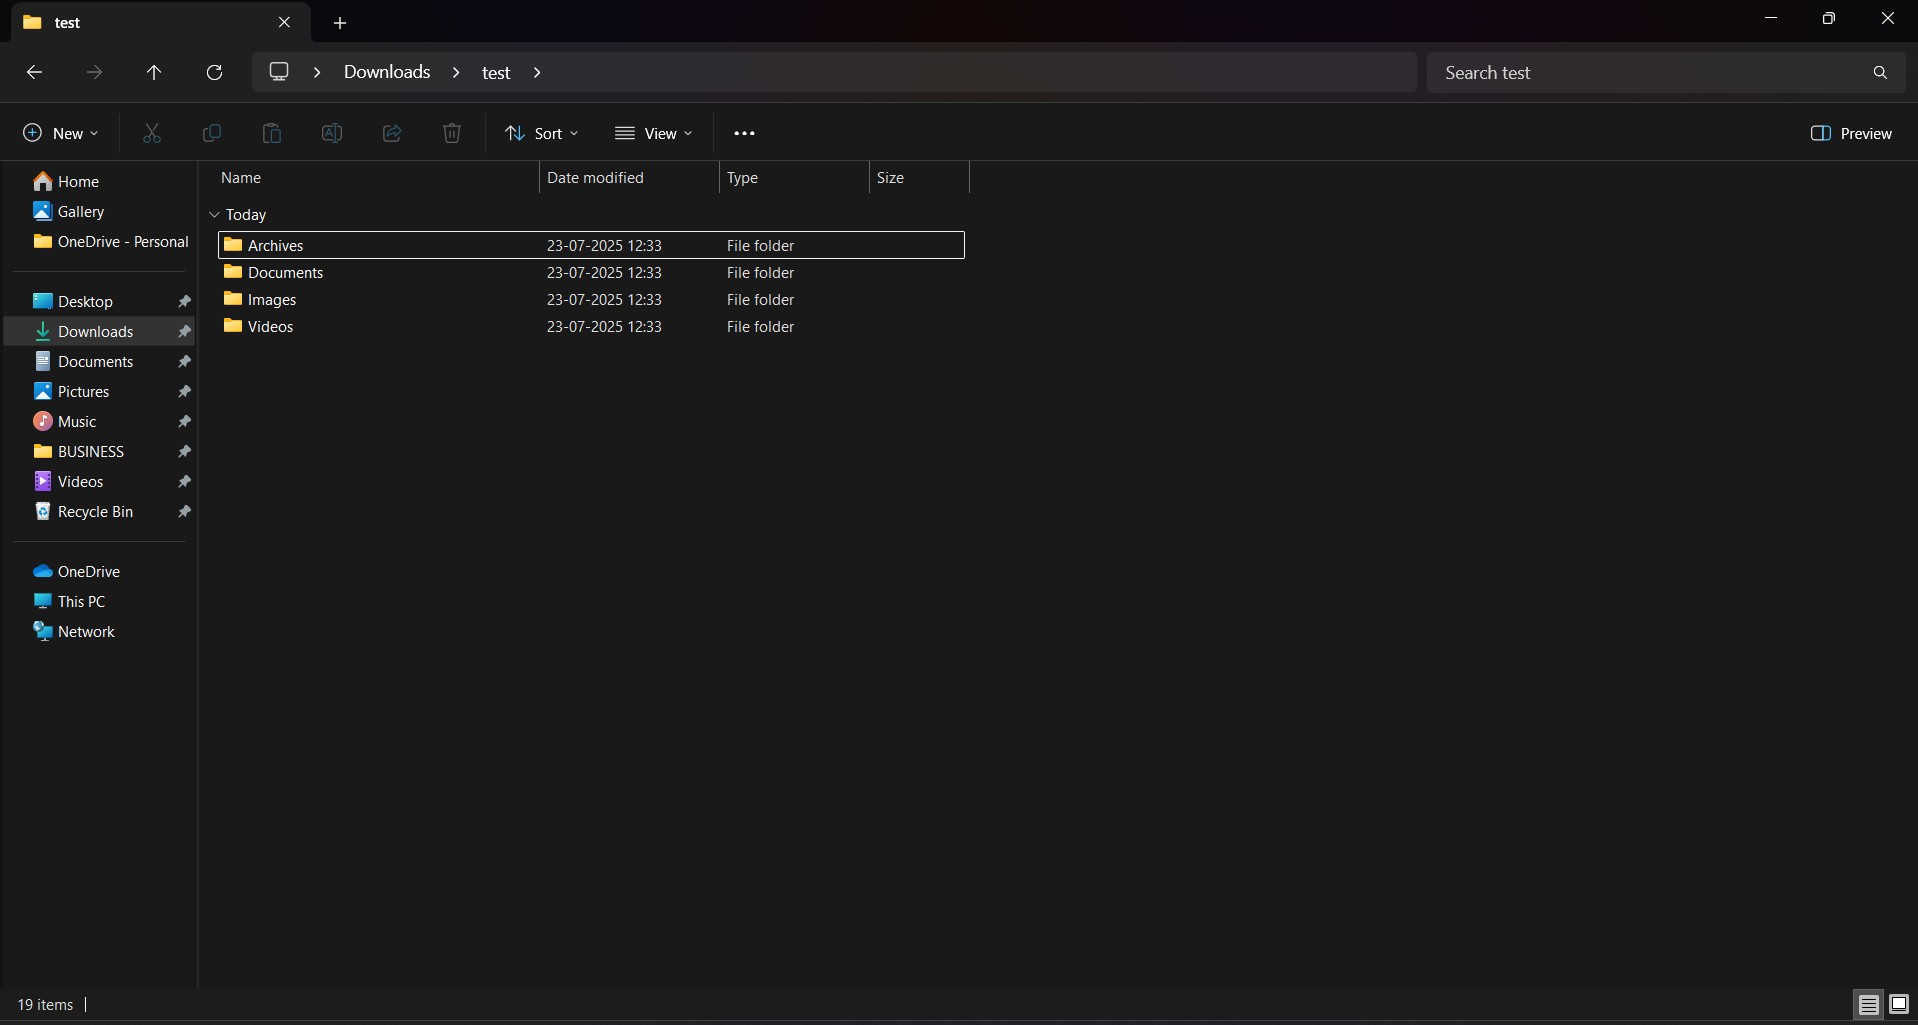 test
Downloads > test >
Search test
New
Sort
View
Preview
Home
Gallery
OneDrive - Personal
Desktop
Downloads
Documents
Pictures
Music
BUSINESS
Videos
Recycle Bin
OneDrive
This PC
Network
Name Date modified Type Size
Today
Archives 23-07-2025 12:33 File folder
Documents 23-07-2025 12:33 File folder
Images 23-07-2025 12:33 File folder
Videos 23-07-2025 12:33 File folder
19 items